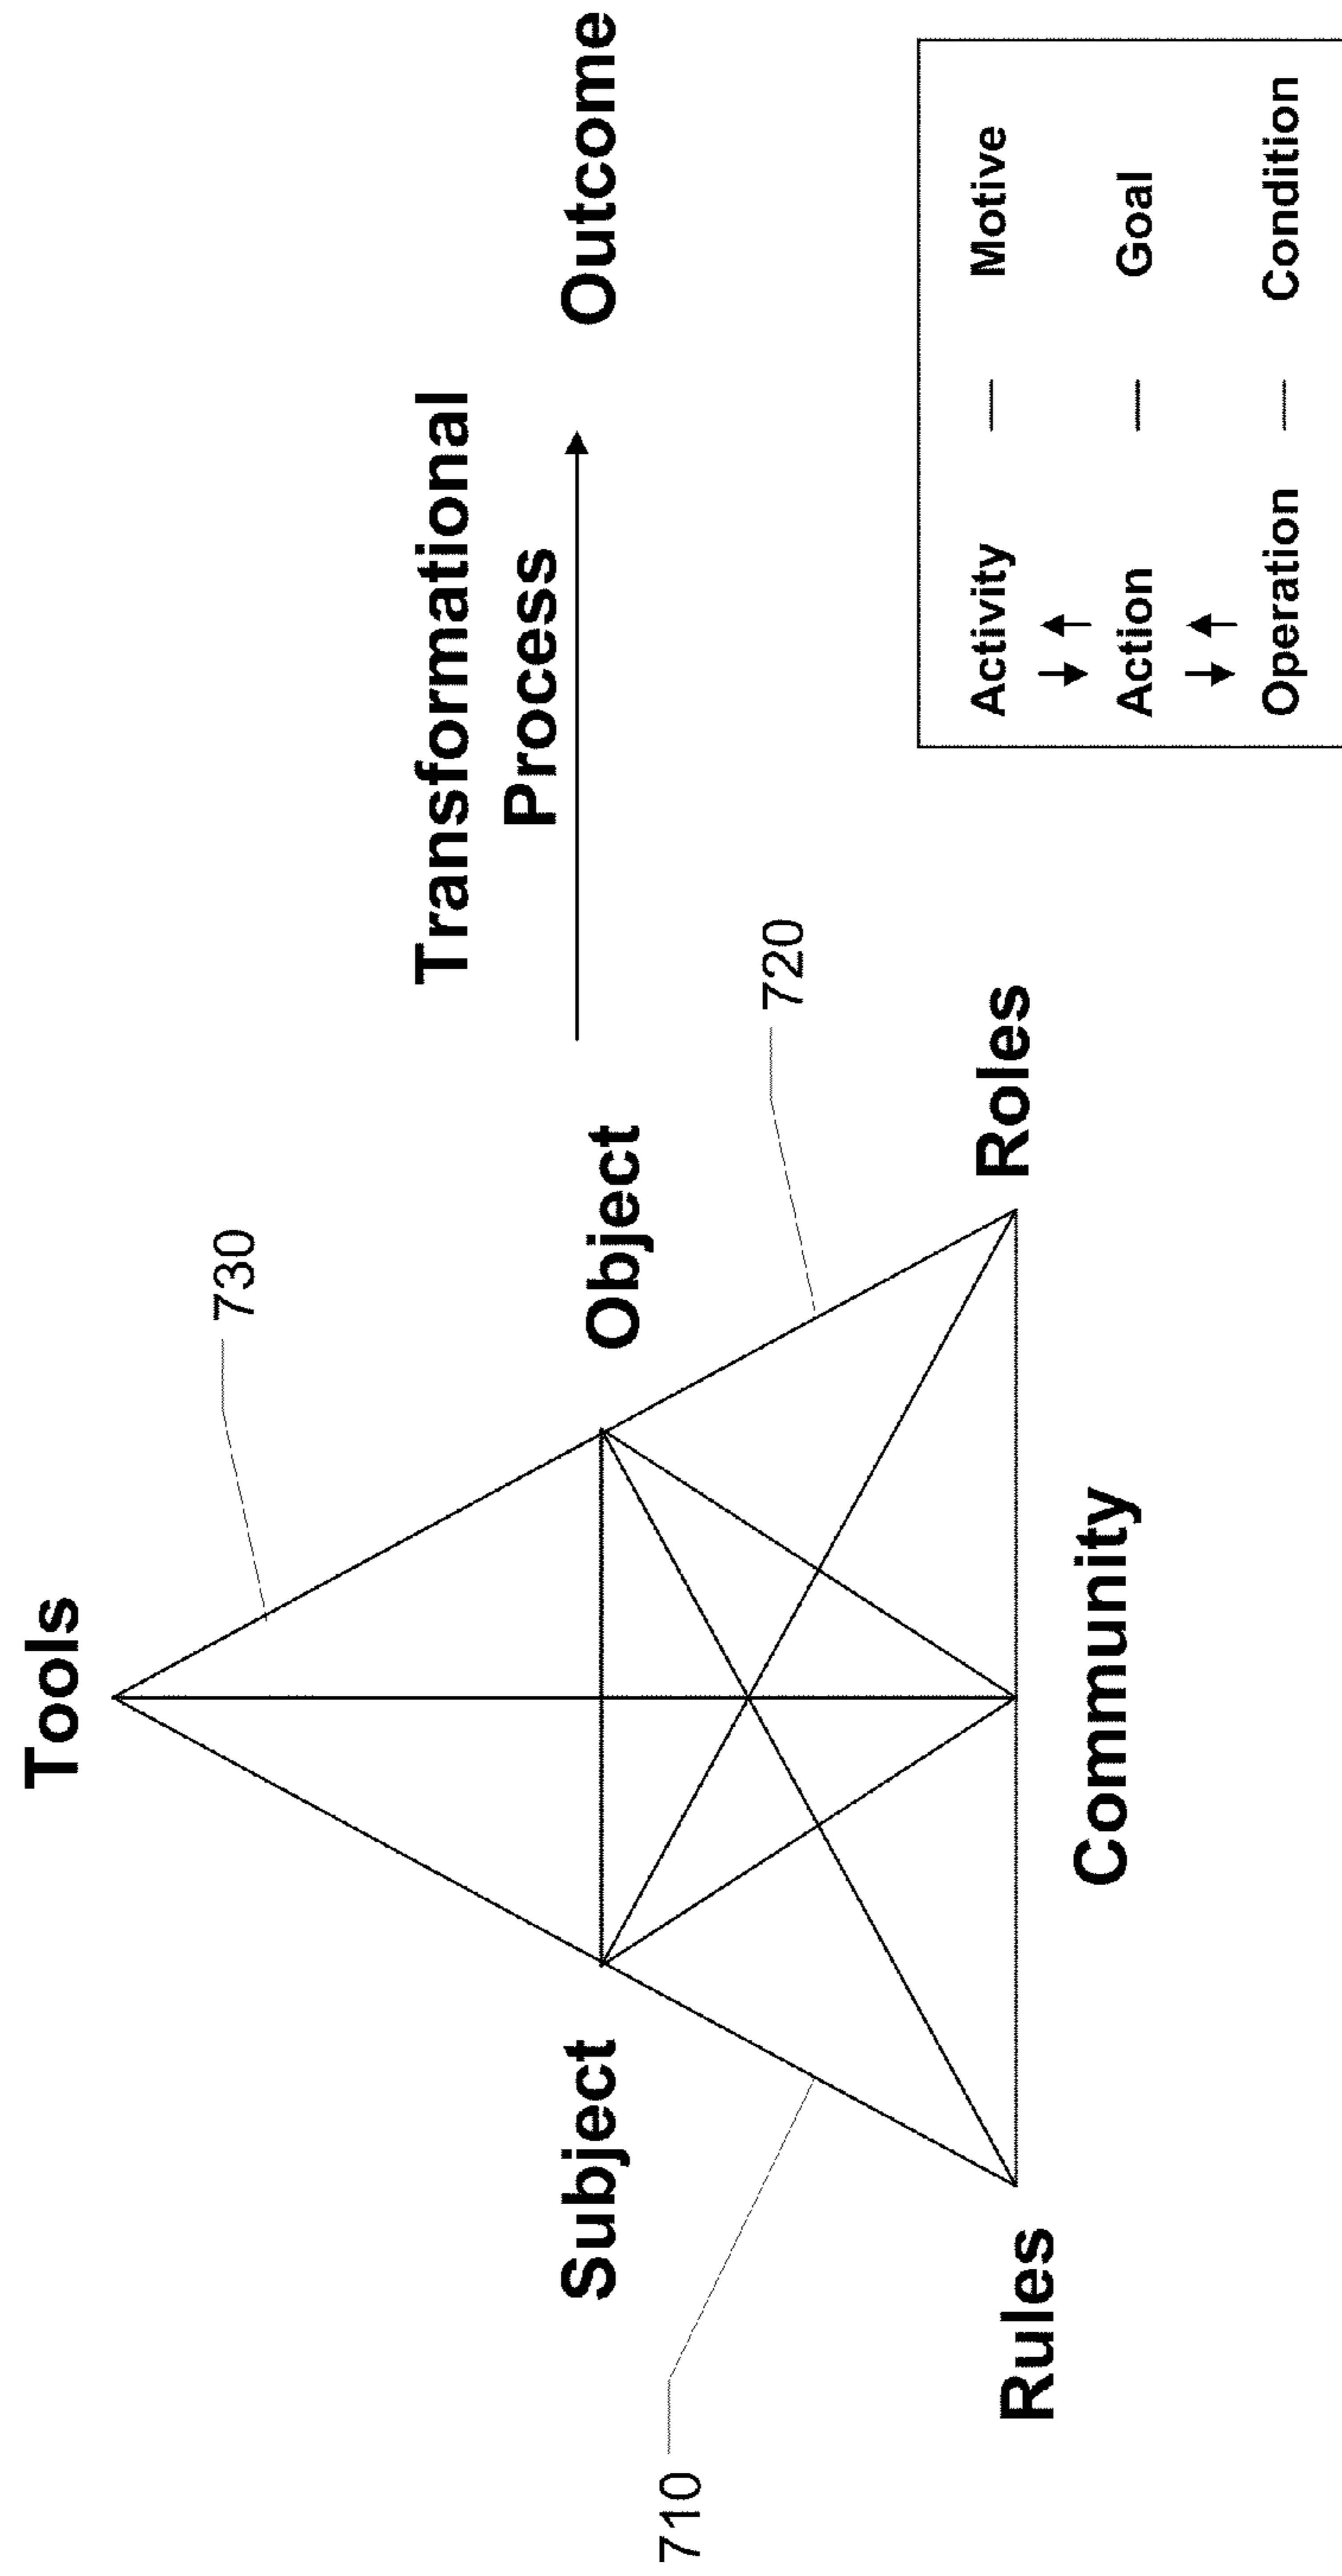 Tools
730
Transformational
Process
Subject
Object
Outcome
710
720
Rules
Community
Roles
Activity — Motive
Action — Goal
Operation — Condition